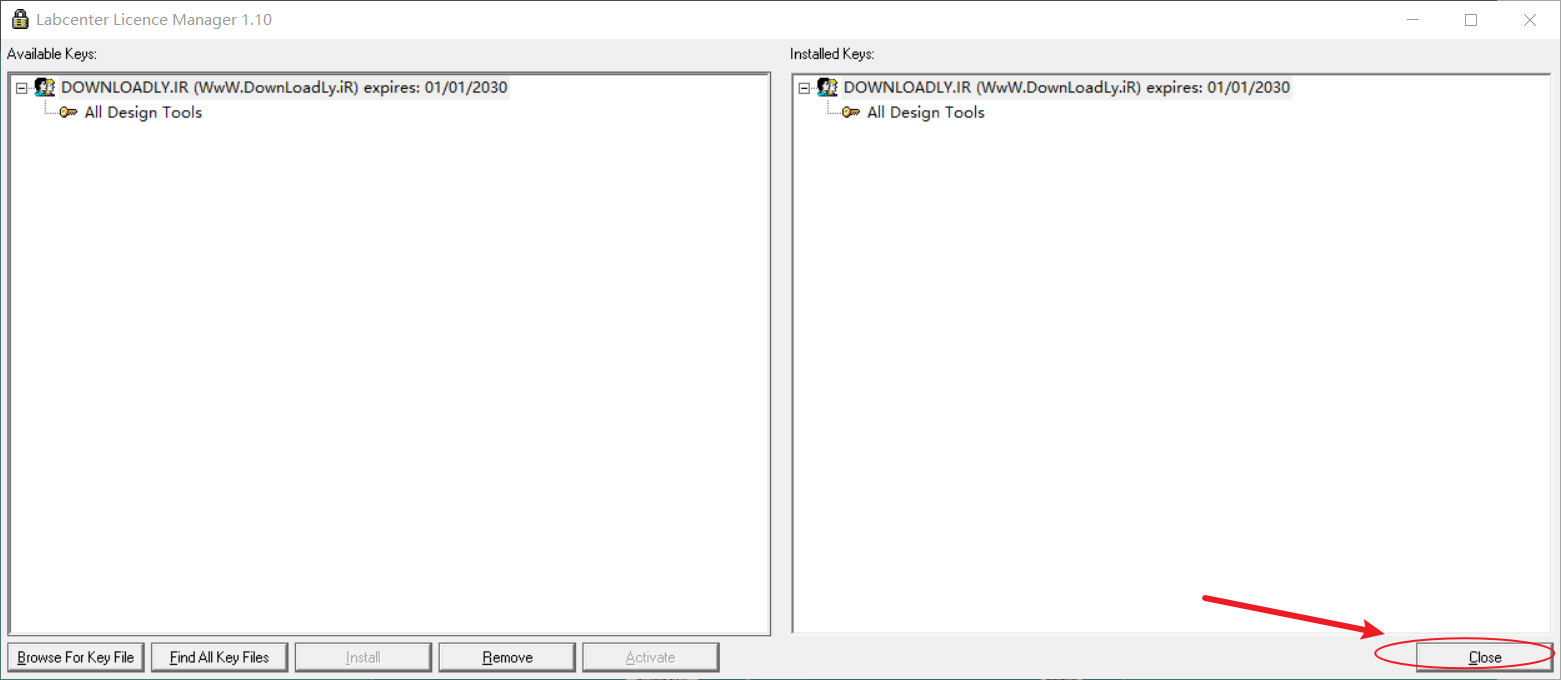 Labcenter Licence Manager 1.10
Available Keys:
Installed Keys:
DOWNLOADLY.IR (WwW.DownLoadLy.iR) expires: 01/01/2030
All Design Tools
DOWNLOADLY.IR (WwW.DownLoadLy.iR) expires: 01/01/2030
All Design Tools
Browse For Key File
Find All Key Files
Install
Remove
Activate
Close